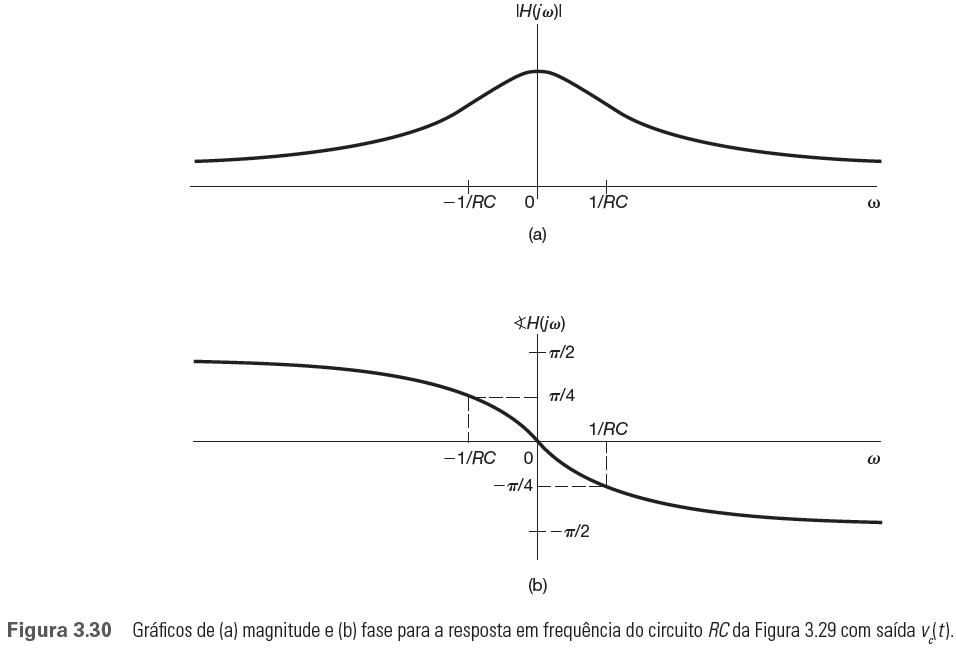 |H(jω)|
−1/RC 0 1/RC ω
(a)
∢H(jω)
π/2
π/4
1/RC
−1/RC 0 ω
−π/4
−π/2
(b)
Figura 3.30 Gráficos de (a) magnitude e (b) fase para a resposta em frequência do circuito RC da Figura 3.29 com saída v_c(t).